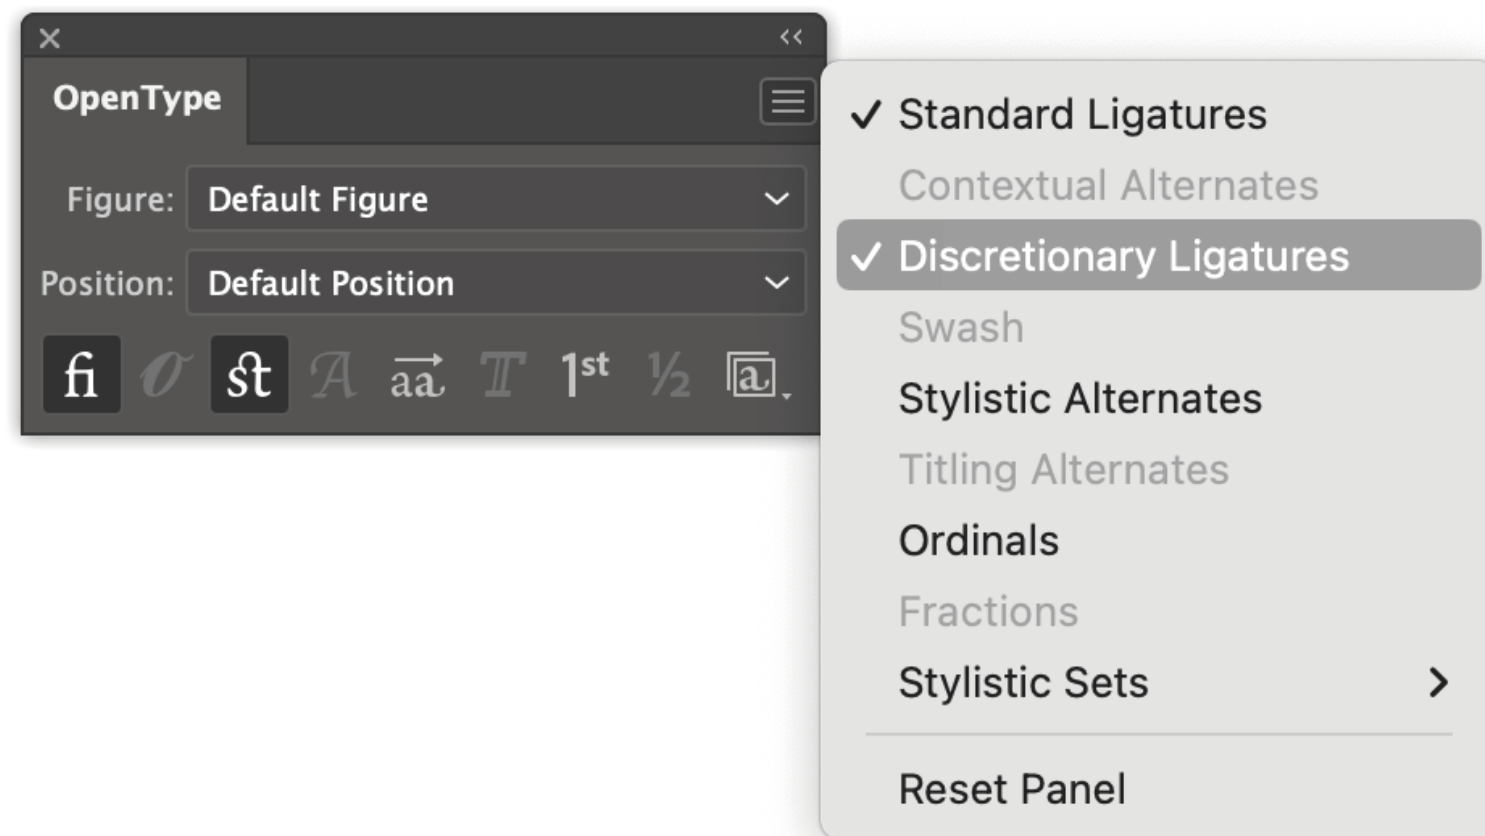 OpenType
Figure: Default Figure
Position: Default Position
fi O st A aa T 1st ½ a
Standard Ligatures
Contextual Alternates
Discretionary Ligatures
Swash
Stylistic Alternates
Titling Alternates
Ordinals
Fractions
Stylistic Sets
Reset Panel